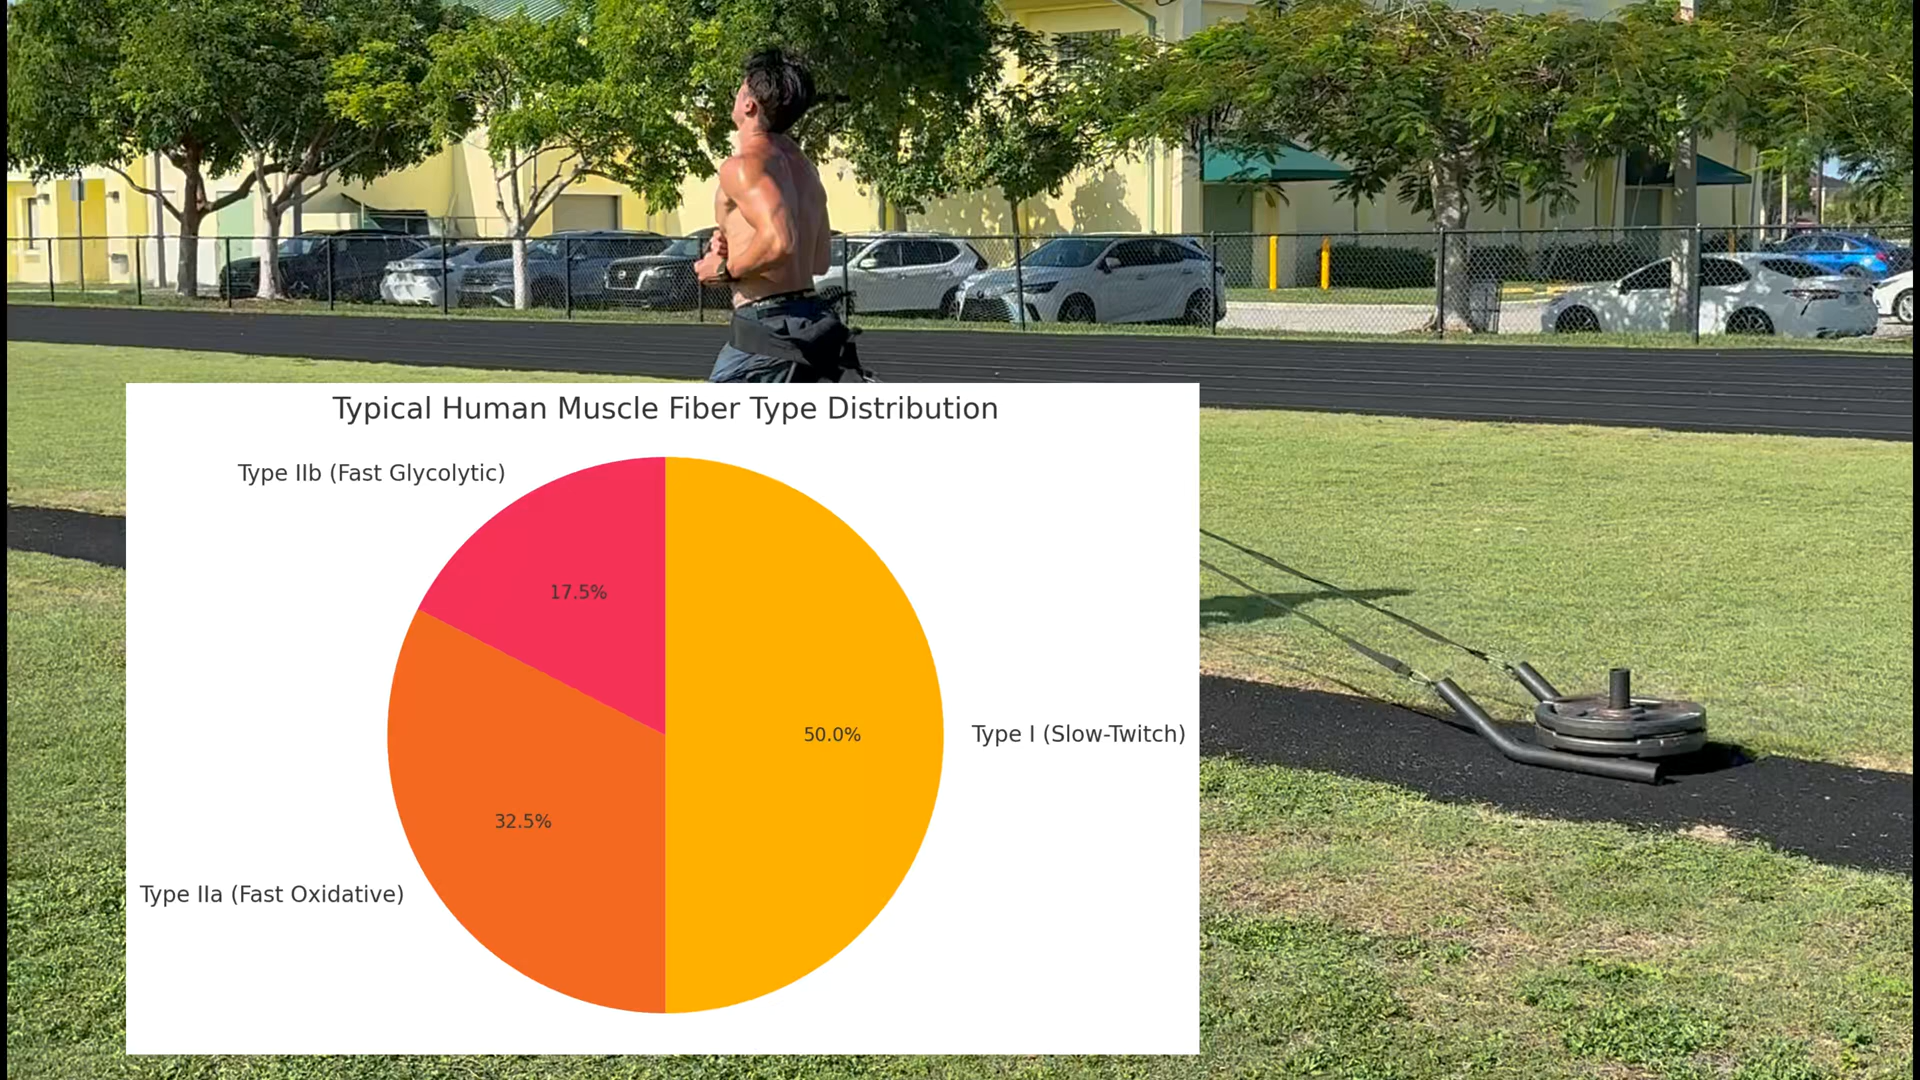 Typical Human Muscle Fiber Type Distribution
Type IIb (Fast Glycolytic)
17.5%
50.0%
Type I (Slow-Twitch)
32.5%
Type IIa (Fast Oxidative)